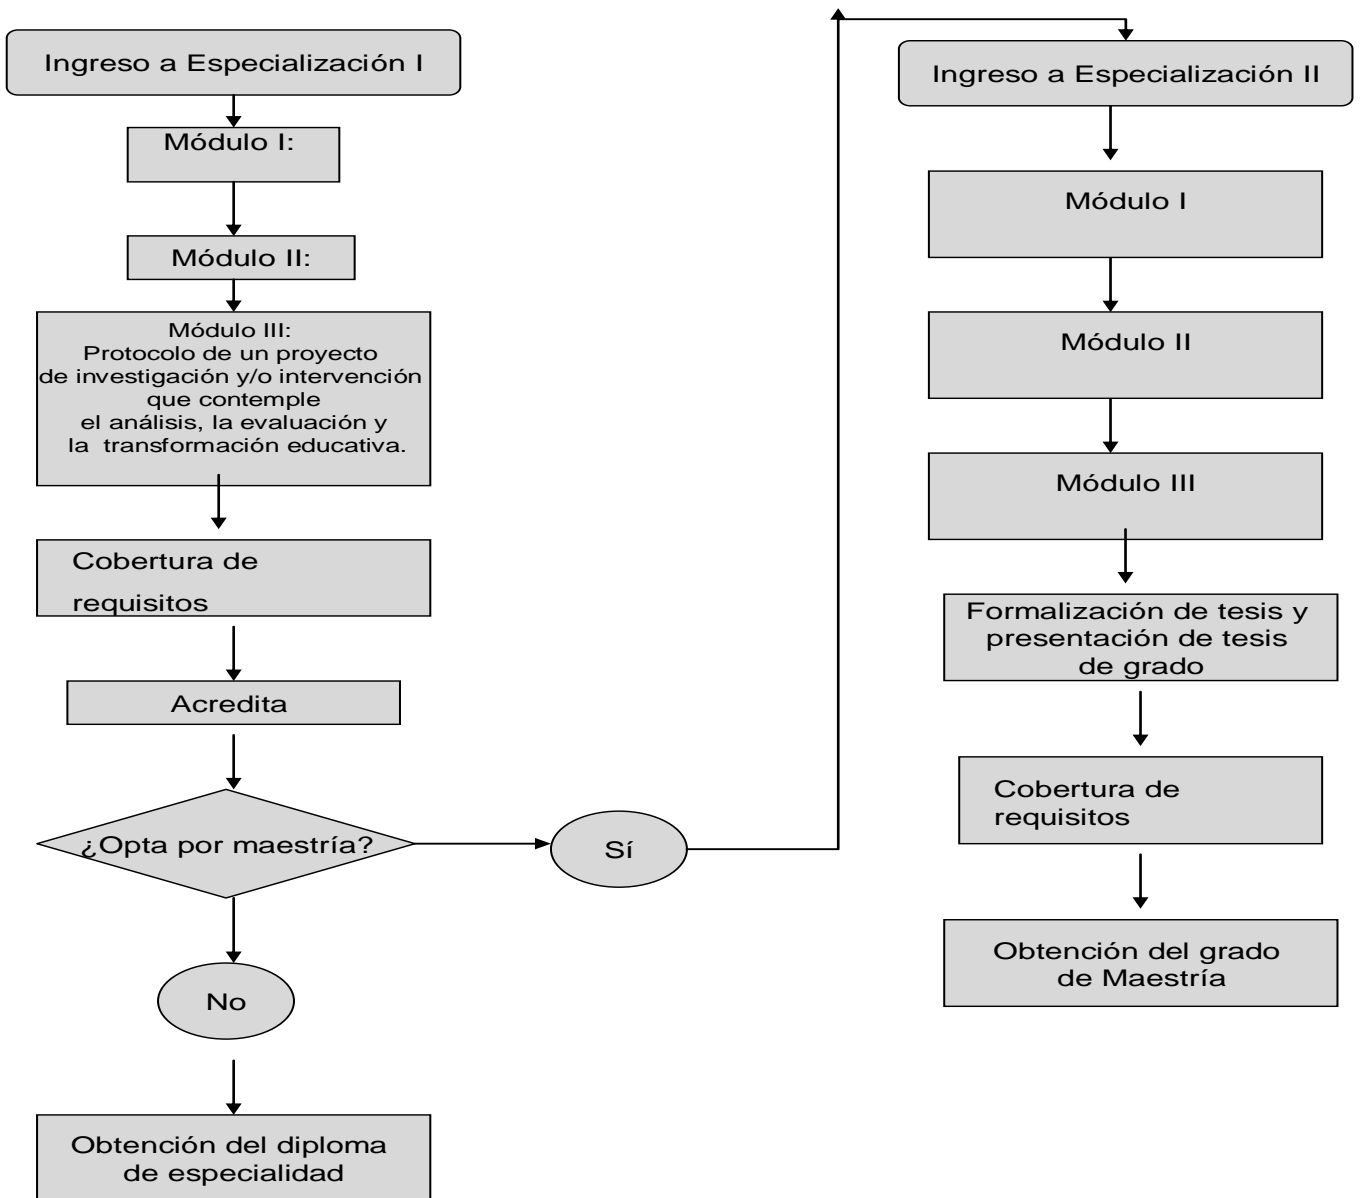 Ingreso a Especialización I
Módulo I:
Módulo II:
Módulo III:
Protocolo de un proyecto
de investigación y/o intervención
que contemple
el análisis, la evaluación y
la transformación educativa.
Cobertura de
requisitos
Acredita
¿Opta por maestría?
Sí
No
Obtención del diploma
de especialidad
Ingreso a Especialización II
Módulo I
Módulo II
Módulo III
Formalización de tesis y
presentación de tesis
de grado
Cobertura de
requisitos
Obtención del grado
de Maestría